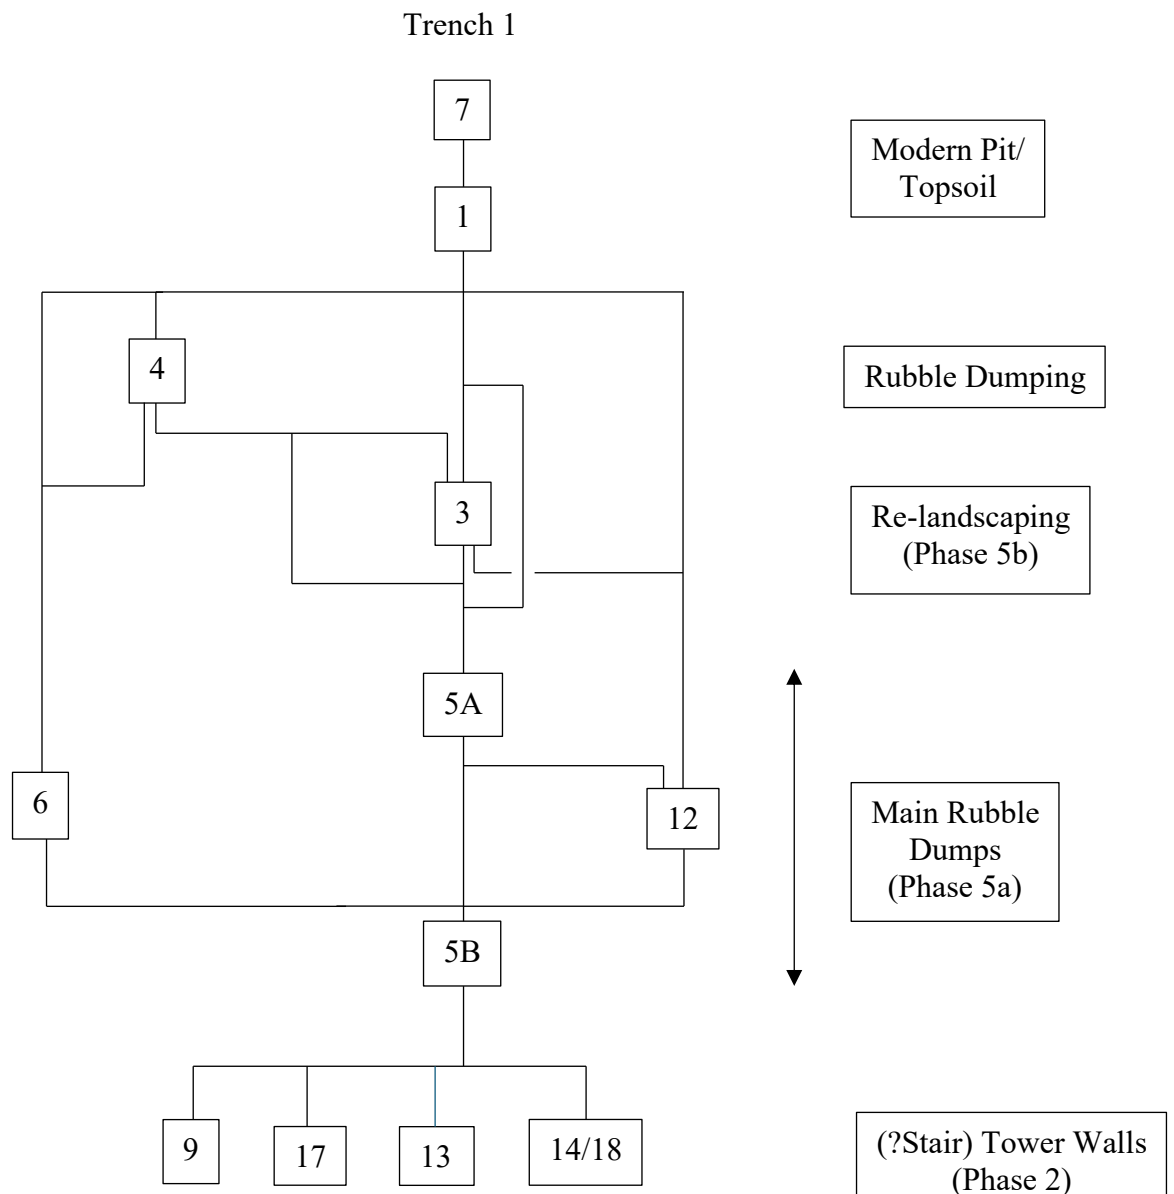 Trench 1
7
Modern Pit/
Topsoil
1
4
Rubble Dumping
3
Re-landscaping
(Phase 5b)
5A
6
12
Main Rubble
Dumps
(Phase 5a)
5B
9
17
13
14/18
(?Stair) Tower Walls
(Phase 2)